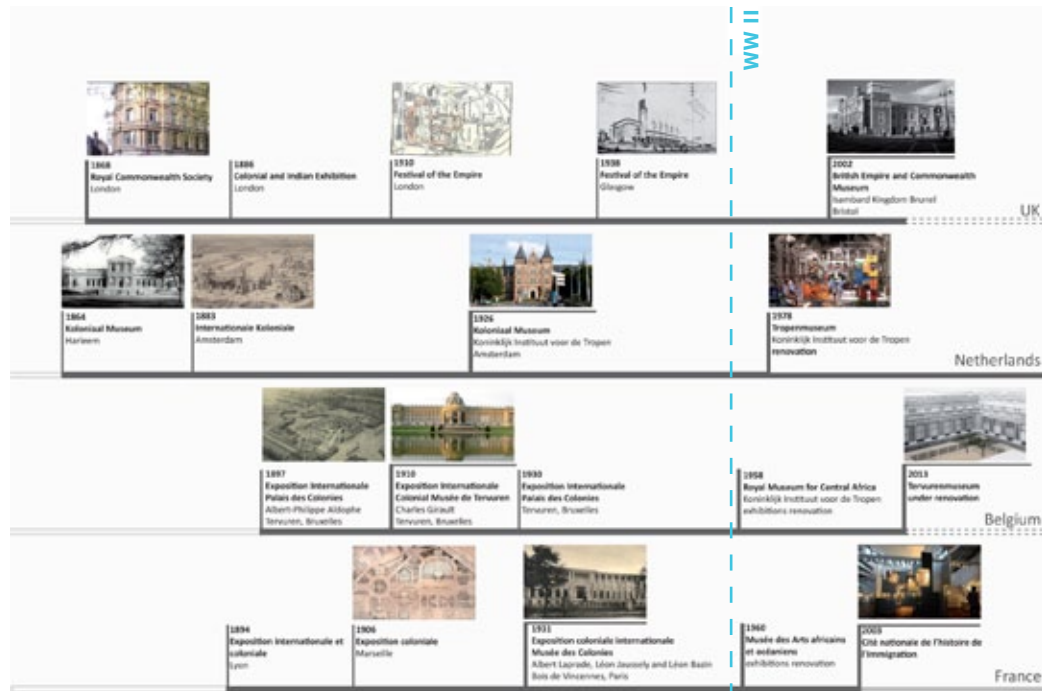 WW II
1868
Royal Commonwealth Society
London
1886
Colonial and Indian Exhibition
London
1910
Festival of the Empire
London
1938
Festival of the Empire
Glasgow
2002
British Empire and Commonwealth
Museum
Isambard Kingdom Brunel
Bristol
UK
1864
Koloniaal Museum
Harleem
1883
Internationale Koloniale
Amsterdam
1926
Koloniaal Museum
Koninklijk Instituut voor de Tropen
Amsterdam
1978
Tropenmuseum
Koninklijk Instituut voor de Tropen
renovation
Netherlands
1897
Exposition Internationale
Palais des Colonies
Albert-Philippe Aldophe
Tervuren, Bruxelles
1910
Exposition Internationale
Colonial Musée de Tervuren
Charles Girault
Tervuren, Bruxelles
1930
Exposition Internationale
Palais des Colonies
Tervuren, Bruxelles
1958
Royal Museum for Central Africa
Koninklijk Instituut voor de Tropen
exhibitions renovation
2013
Tervurenmuseum
under renovation
Belgium
1894
Exposition internationale et
coloniale
Lyon
1906
Exposition coloniale
Marseille
1931
Exposition coloniale Internationale
Musée des Colonies
Albert Laprade, Léon Jaussely and Léon Bazin
Bois de Vincennes, Paris
1960
Musée des Arts africains
et océaniens
exhibitions renovation
2003
Cité nationale de l'histoire de
l'immigration
France